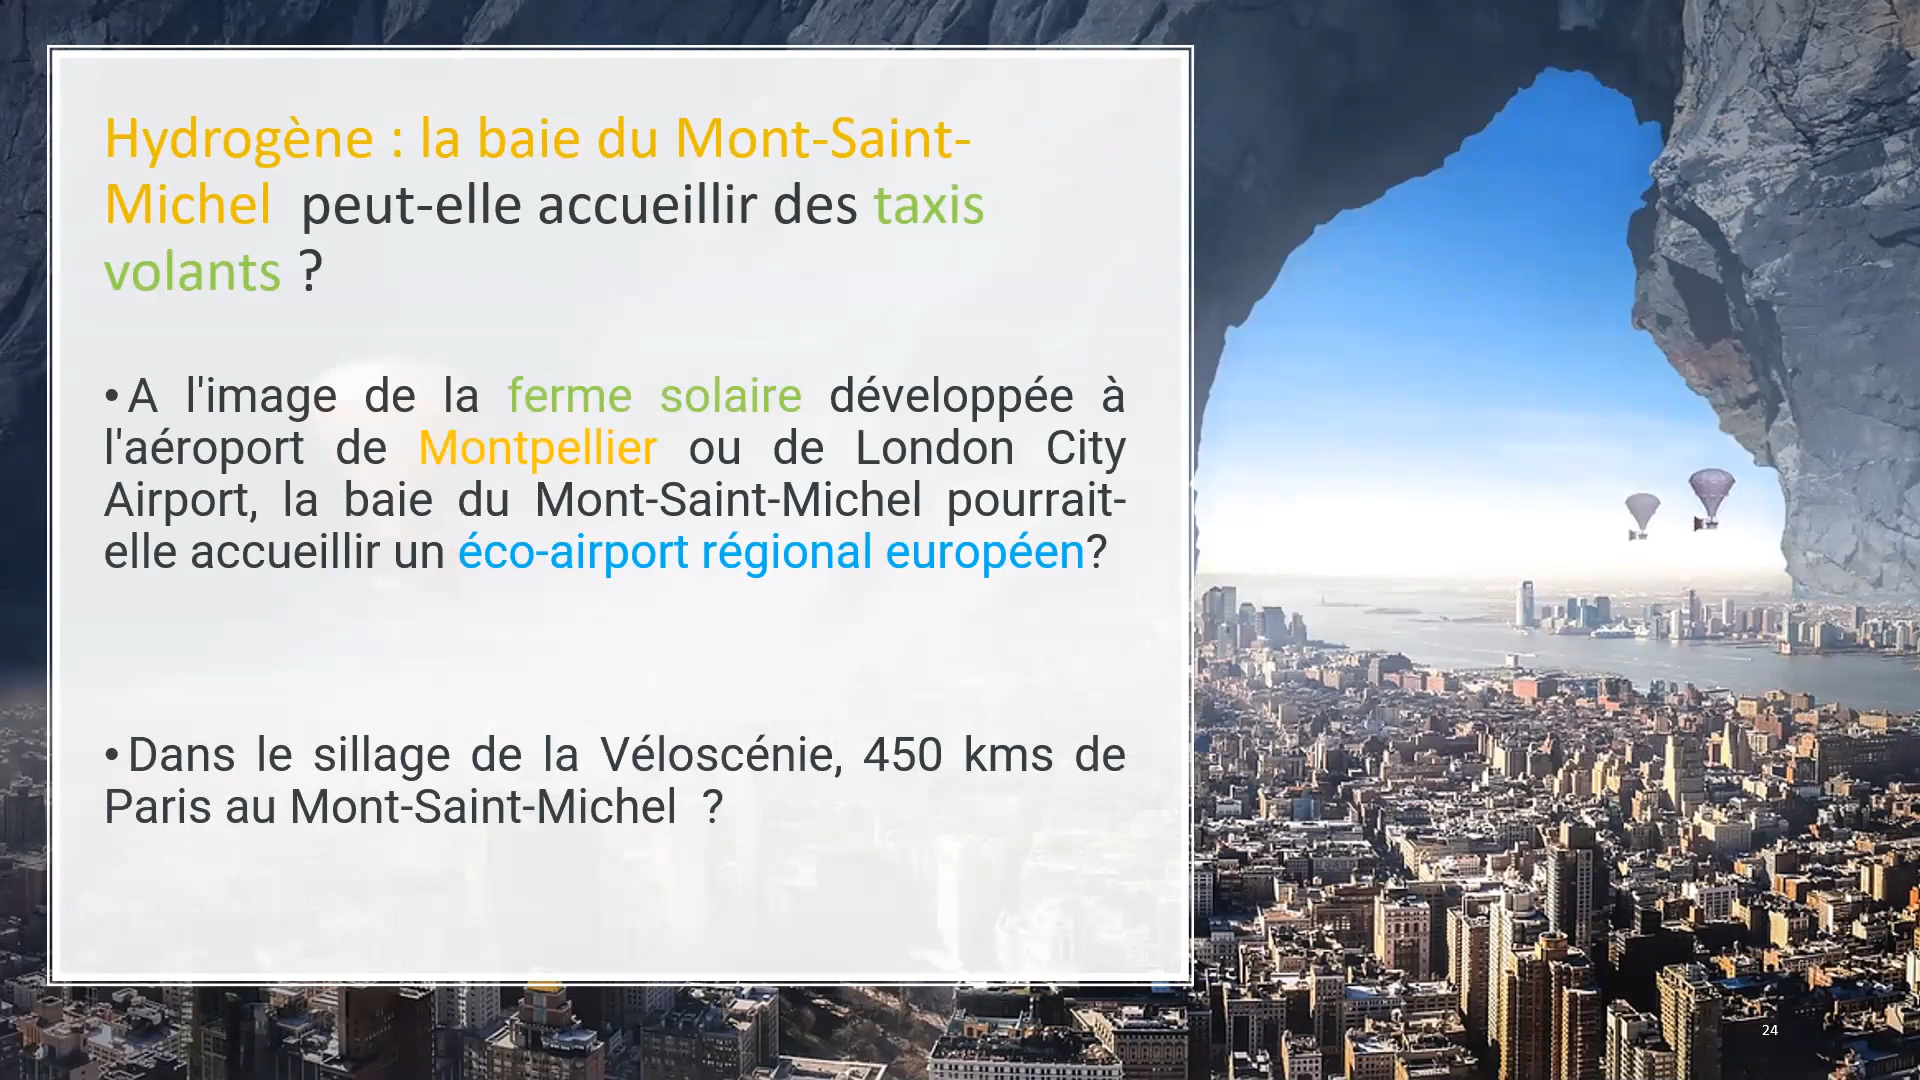 Hydrogène : la baie du Mont-Saint-
Michel  peut-elle accueillir des taxis
volants ?
•A l'image de la ferme solaire développée à
l'aéroport de Montpellier ou de London City
Airport, la baie du Mont-Saint-Michel pourrait-
elle accueillir un éco-airport régional européen?
•Dans le sillage de la Véloscénie, 450 kms de
Paris au Mont-Saint-Michel  ?
24